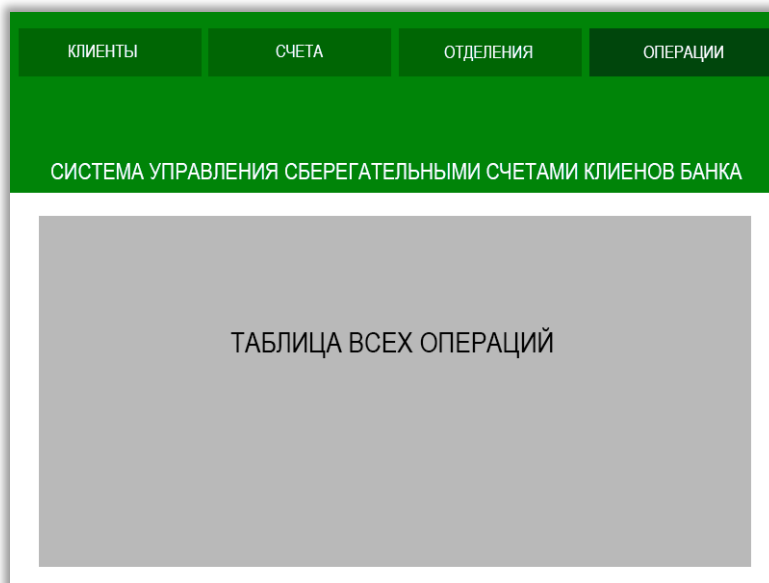 КЛИЕНТЫ
СЧЕТА
ОТДЕЛЕНИЯ
ОПЕРАЦИИ
СИСТЕМА УПРАВЛЕНИЯ СБЕРЕГАТЕЛЬНЫМИ СЧЕТАМИ КЛИЕНОВ БАНКА
ТАБЛИЦА ВСЕХ ОПЕРАЦИЙ